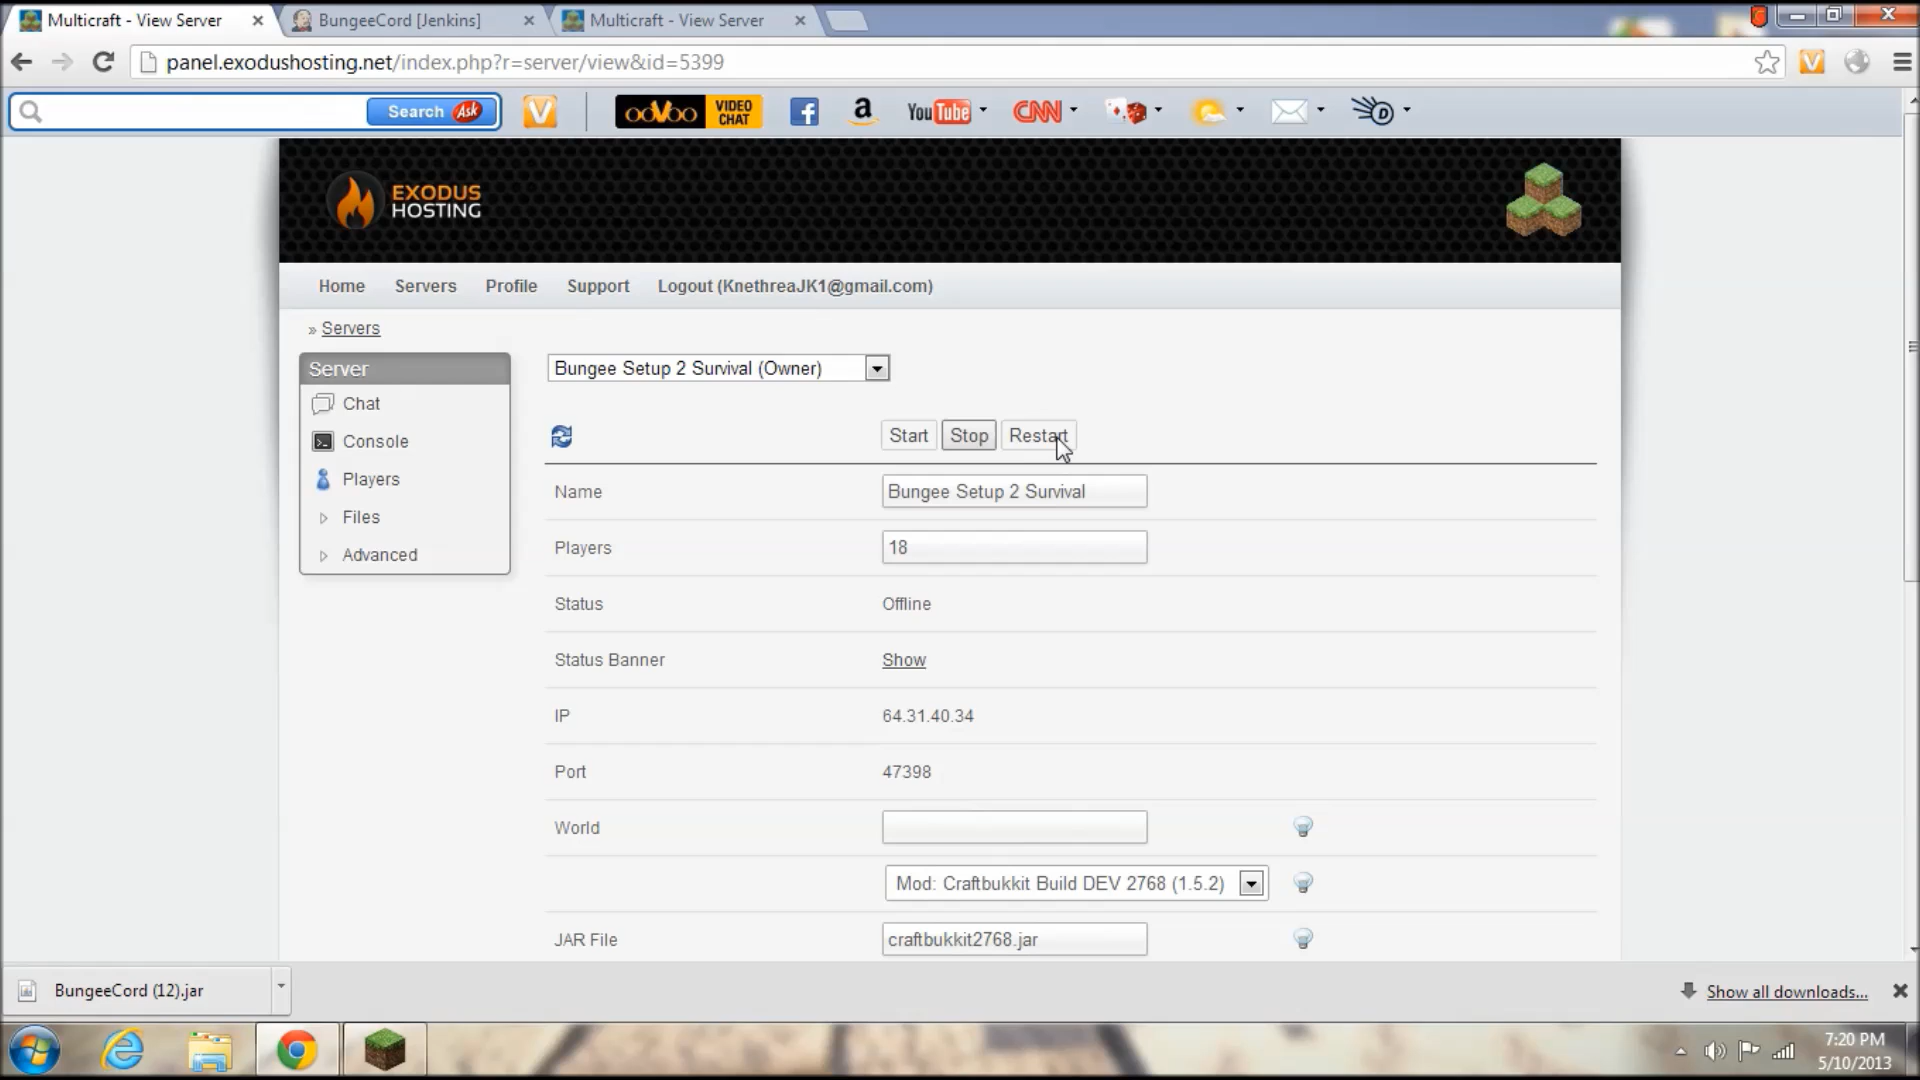 Multicraft - View Server
BungeeCord [Jenkins]
Multicraft - View Server
panel.exodushosting.net/index.php?r=server/view&id=5399
Search Ask
V
ooVoo VIDEO CHAT
f
a
YouTube
CNN
D
V
EXODUS
HOSTING
Home Servers Profile Support Logout (KnethreaJK1@gmail.com)
» Servers
Server
Chat
Console
Players
Files
Advanced
Bungee Setup 2 Survival (Owner)
Start Stop Restart
Name Bungee Setup 2 Survival
Players 18
Status Offline
Status Banner Show
IP 64.31.40.34
Port 47398
World
Mod: Craftbukkit Build DEV 2768 (1.5.2)
JAR File craftbukkit2768.jar
BungeeCord (12).jar
Show all downloads...
7:20 PM
5/10/2013